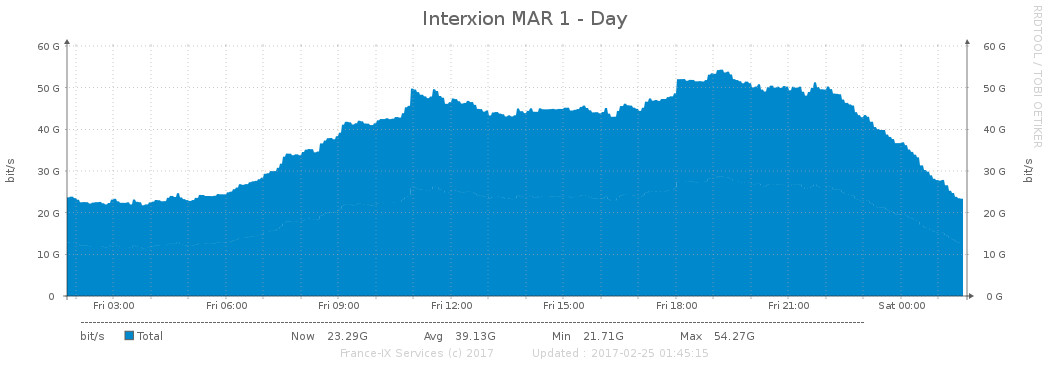 Interxion MAR 1 - Day
RRDTOOL / TOBI OETIKER
60 G 60 G
50 G 50 G
40 G 40 G
30 G 30 G
20 G 20 G
10 G 10 G
0 0 G
bit/s bit/s
Fri 03:00 Fri 06:00 Fri 09:00 Fri 12:00 Fri 15:00 Fri 18:00 Fri 21:00 Sat 00:00
bit/s Total Now 23.29G Avg 39.13G Min 21.71G Max 54.27G
France-IX Services (c) 2017 Updated : 2017-02-25 01:45:15